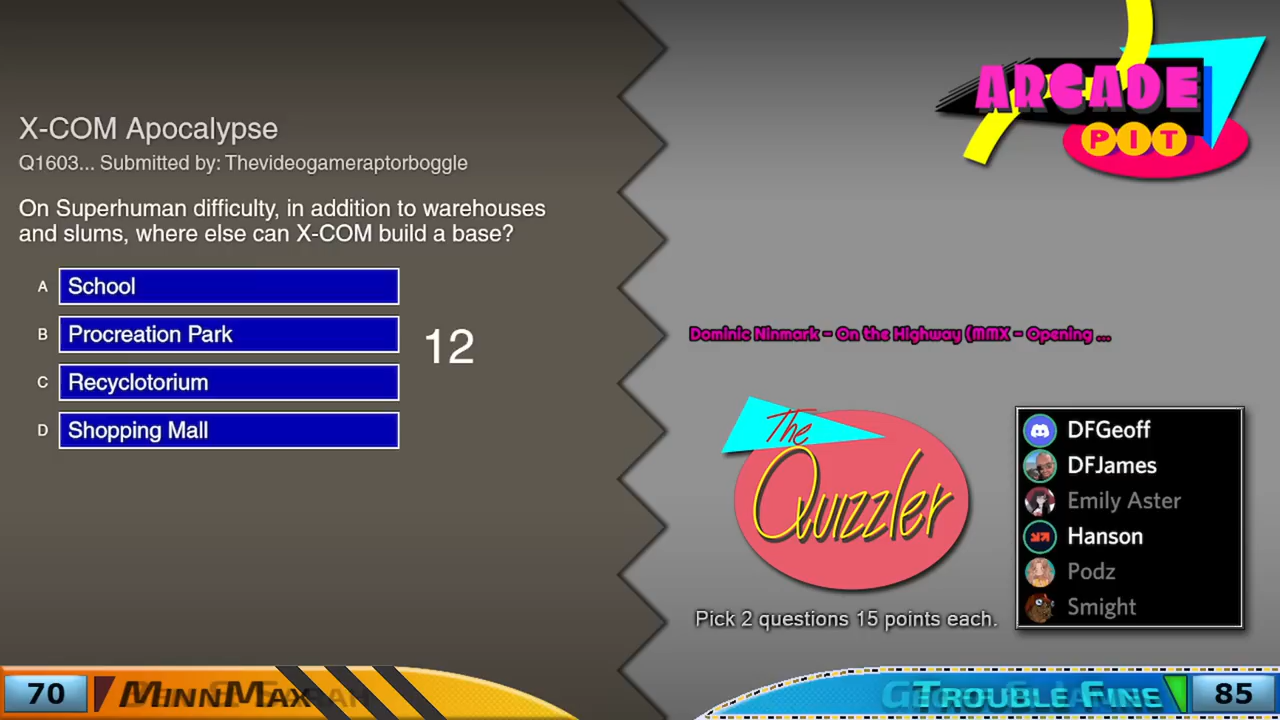 X-COM Apocalypse
Q1603... Submitted by: Thevideogameraptorboggle
On Superhuman difficulty, in addition to warehouses
and slums, where else can X-COM build a base?
A School
B Procreation Park
12
C Recyclotorium
D Shopping Mall
ARCADE
PIT
Dominic Ninmark - On the Highway (MMX - Opening ...
The
Quizzler
Pick 2 questions 15 points each.
DFGeoff
DFJames
Emily Aster
Hanson
Podz
Smight
70
MinnMax
Trouble Fine
85